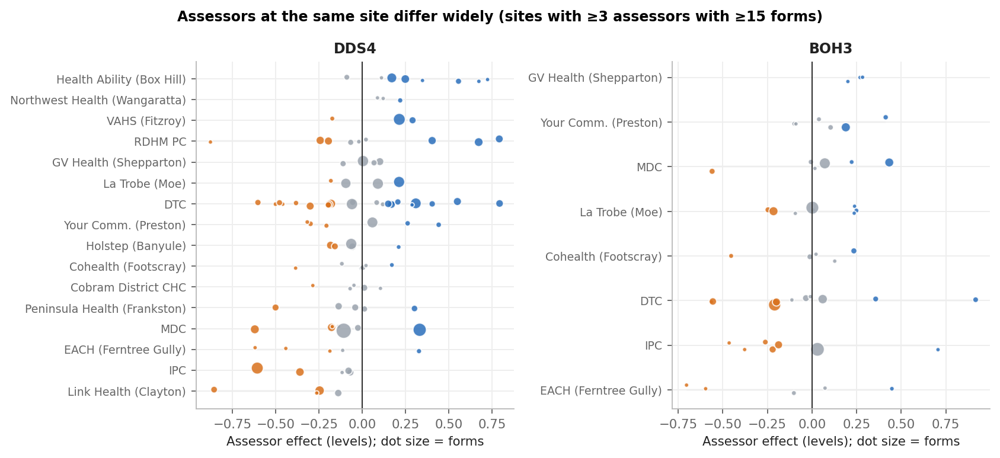 Assessors at the same site differ widely (sites with ≥3 assessors with ≥15 forms)
DDS4
Health Ability (Box Hill)
Northwest Health (Wangaratta)
VAHS (Fitzroy)
RDHM PC
GV Health (Shepparton)
La Trobe (Moe)
DTC
Your Comm. (Preston)
Holstep (Banyule)
Cohealth (Footscray)
Cobram District CHC
Peninsula Health (Frankston)
MDC
EACH (Ferntree Gully)
IPC
Link Health (Clayton)
−0.75 −0.50 −0.25 0.00 0.25 0.50 0.75
Assessor effect (levels); dot size = forms
BOH3
GV Health (Shepparton)
Your Comm. (Preston)
MDC
La Trobe (Moe)
Cohealth (Footscray)
DTC
IPC
EACH (Ferntree Gully)
−0.75 −0.50 −0.25 0.00 0.25 0.50 0.75
Assessor effect (levels); dot size = forms